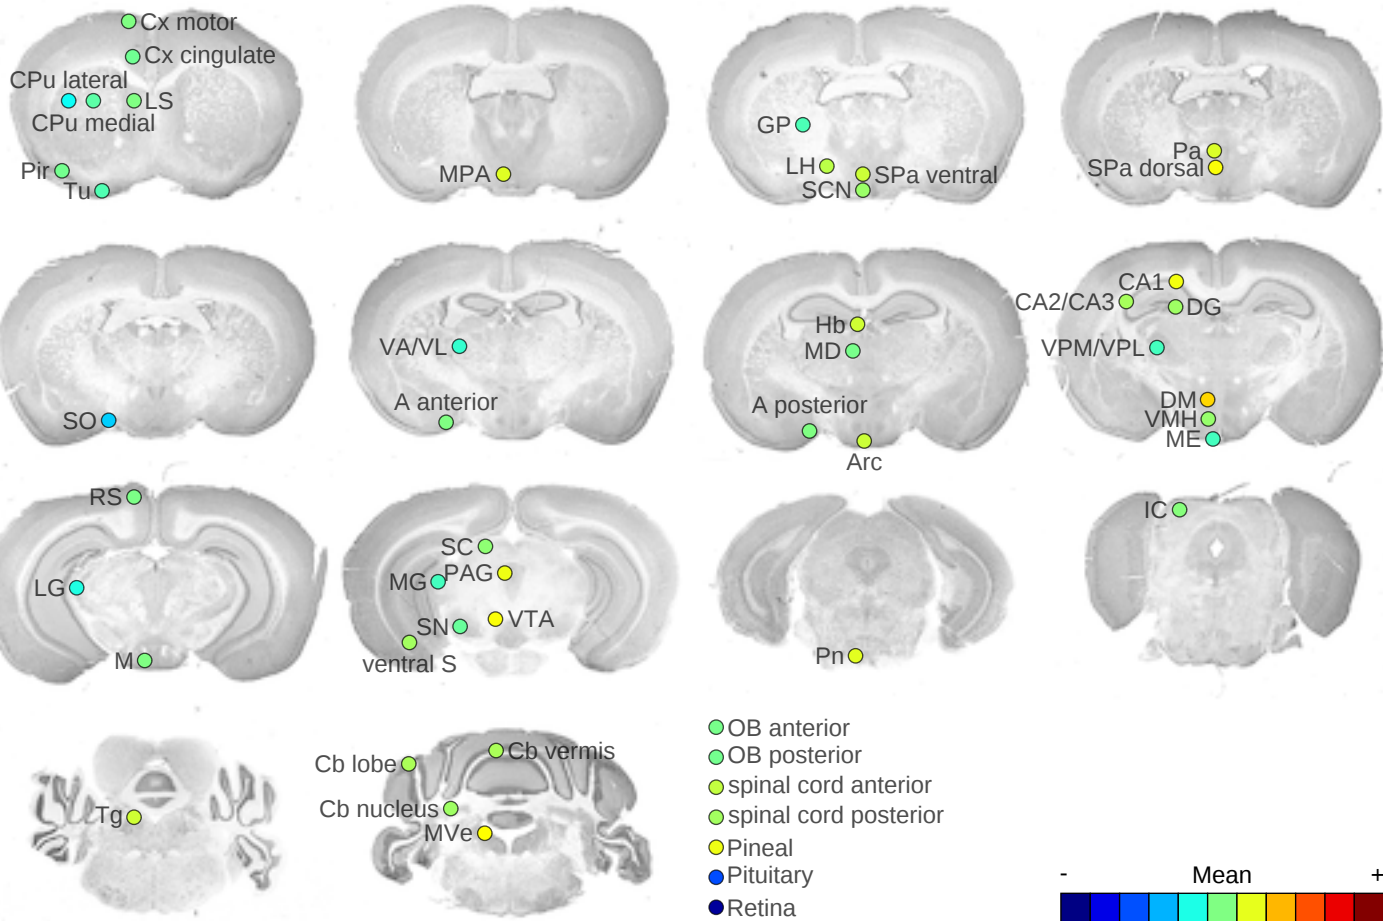 Cx motor
Cx cingulate
CPu lateral
LS
CPu medial
Pir
Tu
MPA
GP
LH
SPa ventral
SCN
Pa
SPa dorsal
SO
VA/VL
A anterior
Hb
MD
A posterior
Arc
CA1
CA2/CA3
DG
VPM/VPL
DM
VMH
ME
RS
LG
M
SC
MG
PAG
SN
VTA
ventral S
Pn
IC
Tg
Cb lobe
Cb vermis
Cb nucleus
MVe
OB anterior
OB posterior
spinal cord anterior
spinal cord posterior
Pineal
Pituitary
Retina
- Mean +